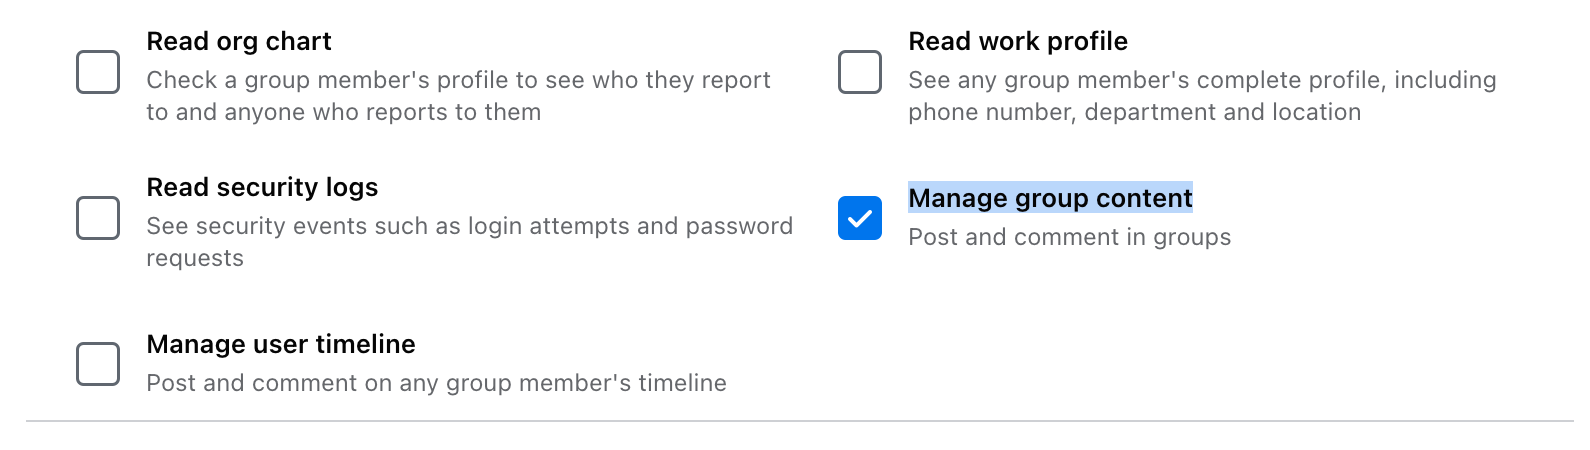 Read org chart
Check a group member's profile to see who they report
to and anyone who reports to them
Read work profile
See any group member's complete profile, including
phone number, department and location
Read security logs
See security events such as login attempts and password
requests
Manage group content
Post and comment in groups
Manage user timeline
Post and comment on any group member's timeline